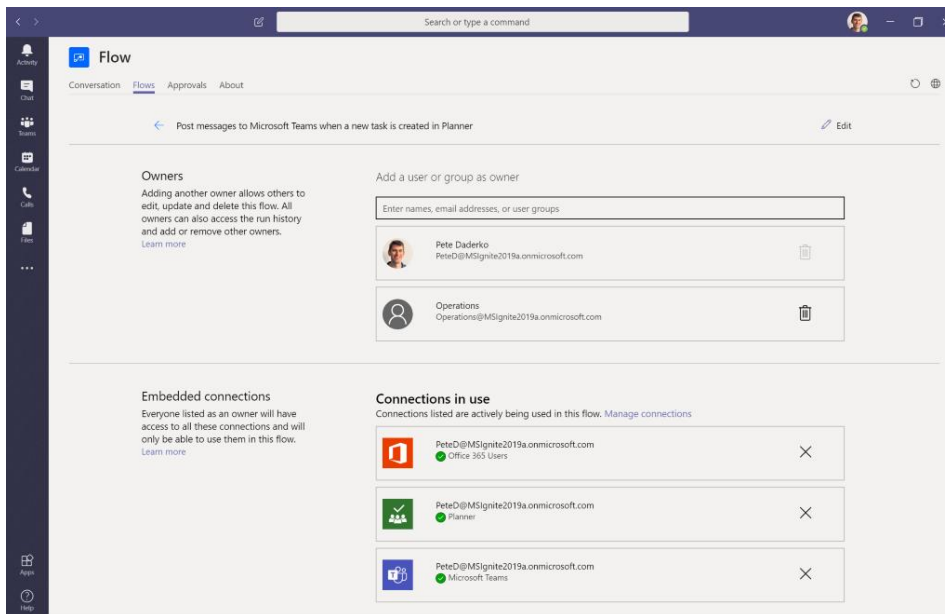 Search or type a command
Activity
Chat
Teams
Calendar
Calls
Files
Apps
Help
Flow
Conversation Flows Approvals About
Post messages to Microsoft Teams when a new task is created in Planner
Edit
Owners
Adding another owner allows others to
edit, update and delete this flow. All
owners can also access the run history
and add or remove other owners.
Learn more
Add a user or group as owner
Enter names, email addresses, or user groups
Pete Daderko
PeteD@MSIgnite2019a.onmicrosoft.com
Operations
Operations@MSIgnite2019a.onmicrosoft.com
Embedded connections
Everyone listed as an owner will have
access to all these connections and will
only be able to use them in this flow.
Learn more
Connections in use
Connections listed are actively being used in this flow. Manage connections
PeteD@MSIgnite2019a.onmicrosoft.com
Office 365 Users
PeteD@MSIgnite2019a.onmicrosoft.com
Planner
PeteD@MSIgnite2019a.onmicrosoft.com
Microsoft Teams